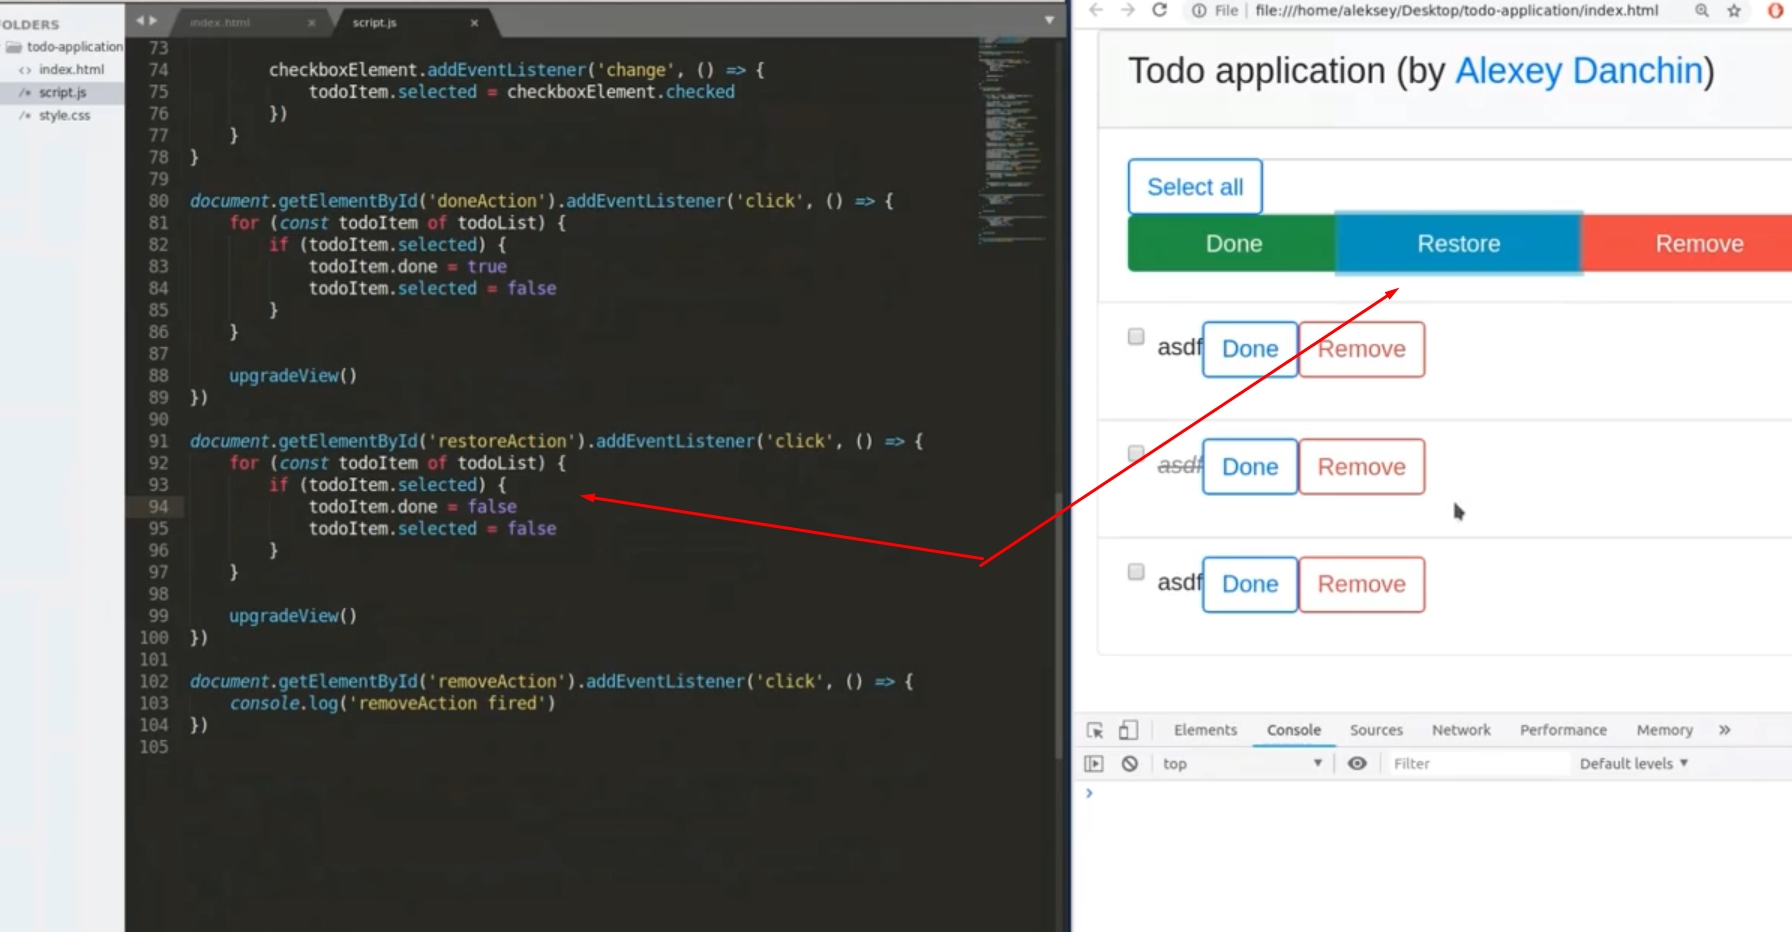 OLDERS
todo-application
index.html
script.js
style.css
index.html
script.js
73
74 checkboxElement.addEventListener('change', () => {
75 todoItem.selected = checkboxElement.checked
76 })
77 }
78 }
79
80 document.getElementById('doneAction').addEventListener('click', () => {
81 for (const todoItem of todoList) {
82 if (todoItem.selected) {
83 todoItem.done = true
84 todoItem.selected = false
85 }
86 }
87
88 upgradeView()
89 })
90
91 document.getElementById('restoreAction').addEventListener('click', () => {
92 for (const todoItem of todoList) {
93 if (todoItem.selected) {
94 todoItem.done = false
95 todoItem.selected = false
96 }
97 }
98
99 upgradeView()
100 })
101
102 document.getElementById('removeAction').addEventListener('click', () => {
103 console.log('removeAction fired')
104 })
105
File | file:///home/aleksey/Desktop/todo-application/index.html
Todo application (by Alexey Danchin)
Select all
Done Restore Remove
asdf Done Remove
asdf Done Remove
asdf Done Remove
Elements Console Sources Network Performance Memory »
top Filter Default levels